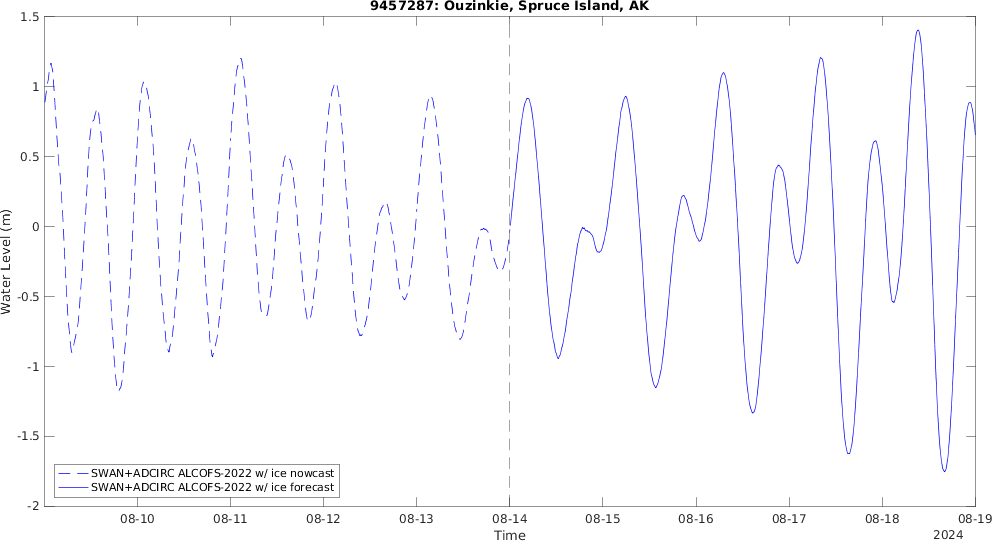 9457287: Ouzinkie, Spruce Island, AK
1.5
1
0.5
0
-0.5
-1
-1.5
-2
Water Level (m)
SWAN+ADCIRC ALCOFS-2022 w/ ice nowcast
SWAN+ADCIRC ALCOFS-2022 w/ ice forecast
08-10 08-11 08-12 08-13 08-14 08-15 08-16 08-17 08-18 08-19
Time
2024